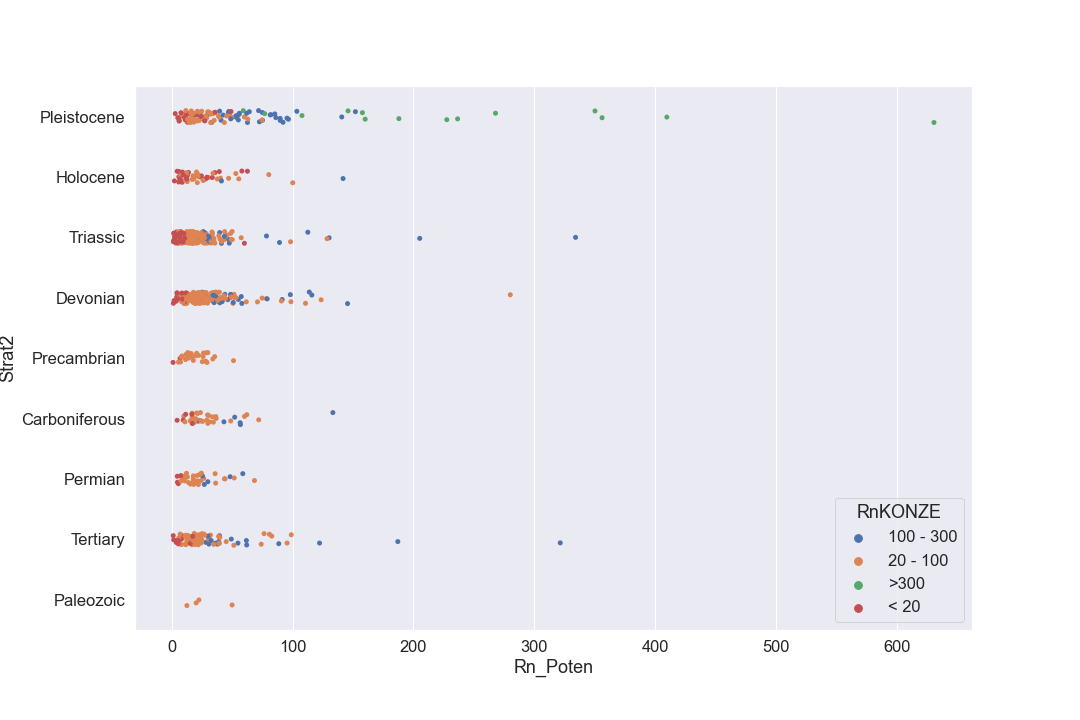 Pleistocene
Holocene
Triassic
Devonian
Precambrian
Carboniferous
Permian
Tertiary
Paleozoic
Strat2
RnKONZE
100 - 300
20 - 100
>300
< 20
0 100 200 300 400 500 600
Rn_Poten